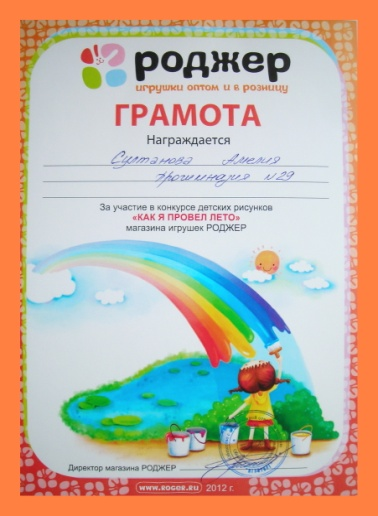 роджер
игрушки оптом и в розницу
ГРАМОТА
Награждается
Султанова Амелия
Прогимназия №29
За участие в конкурсе детских рисунков
«КАК Я ПРОВЕЛ ЛЕТО»
магазина игрушек РОДЖЕР
Директор магазина РОДЖЕР
www.roger.ru 2012 г.